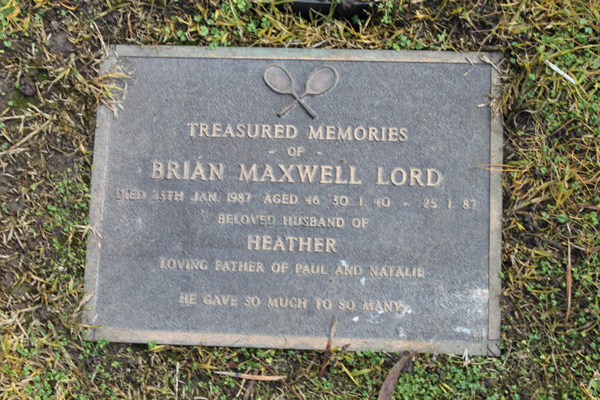 TREASURED MEMORIES
- OF -
BRIAN MAXWELL LORD
DIED 25TH JAN. 1987 AGED 46 30·1·40 - 25·1·87
BELOVED HUSBAND OF
HEATHER
LOVING FATHER OF PAUL AND NATALIE
HE GAVE SO MUCH TO SO MANY